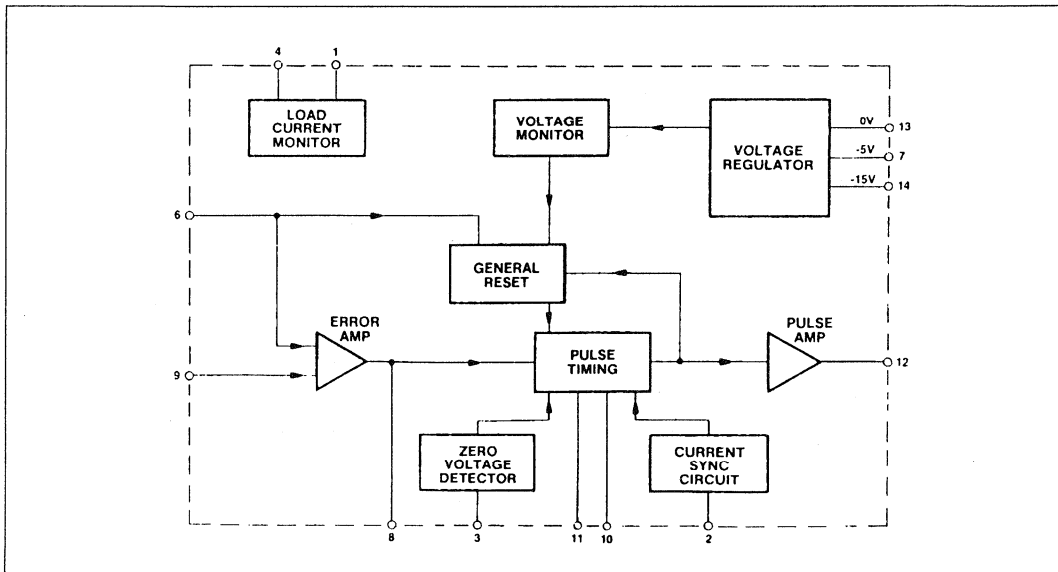 4 1
LOAD
CURRENT
MONITOR
VOLTAGE
MONITOR
VOLTAGE
REGULATOR
0V 13
-5V 7
-15V 14
6
GENERAL
RESET
ERROR
AMP
PULSE
TIMING
PULSE
AMP
9
12
ZERO
VOLTAGE
DETECTOR
CURRENT
SYNC
CIRCUIT
8 3 11 10 2